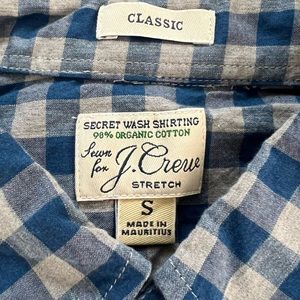 CLASSIC
SECRET WASH SHIRTING
98% ORGANIC COTTON
Sewn
for J.Crew
STRETCH
S
MADE IN
MAURITIUS